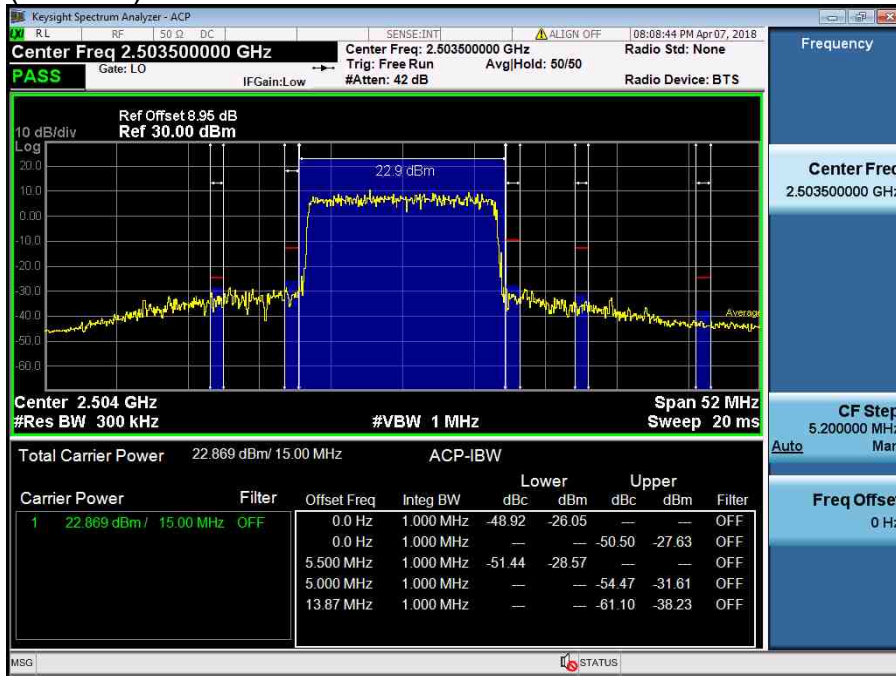 Keysight Spectrum Analyzer - ACP
LXI RL RF 50 Ω DC SENSE:INT ALIGN OFF 08:08:44 PM Apr 07, 2018
Center Freq 2.503500000 GHz
Center Freq: 2.503500000 GHz
Radio Std: None
Gate: LO
Trig: Free Run
Avg|Hold: 50/50
PASS
IFGain:Low
#Atten: 42 dB
Radio Device: BTS
Frequency
Ref Offset 8.95 dB
10 dB/div Ref 30.00 dBm
Log
22.9 dBm
20.0
10.0
0.00
-10.0
-20.0
-30.0
-40.0
-50.0
-60.0
Average
Center 2.504 GHz Span 52 MHz
#Res BW 300 kHz #VBW 1 MHz Sweep 20 ms
Center Freq
2.503500000 GHz
CF Step
5.200000 MHz
Auto Man
Freq Offset
0 Hz
Total Carrier Power 22.869 dBm/ 15.00 MHz ACP-IBW
Lower Upper
Carrier Power Filter Offset Freq Integ BW dBc dBm dBc dBm Filter
1 22.869 dBm / 15.00 MHz OFF 0.0 Hz 1.000 MHz -48.92 -26.05 --- --- OFF
0.0 Hz 1.000 MHz --- --- -50.50 -27.63 OFF
5.500 MHz 1.000 MHz -51.44 -28.57 --- --- OFF
5.000 MHz 1.000 MHz --- --- -54.47 -31.61 OFF
13.87 MHz 1.000 MHz --- --- -61.10 -38.23 OFF
MSG STATUS